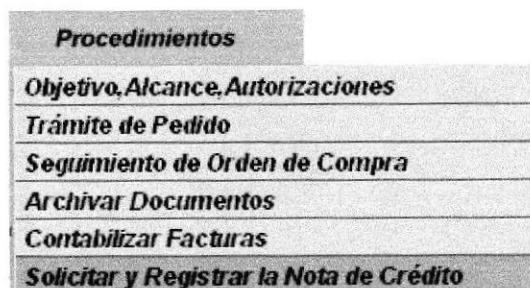 Procedimientos
Objetivo,Alcance,Autorizaciones
Trámite de Pedido
Seguimiento de Orden de Compra
Archivar Documentos
Contabilizar Facturas
Solicitar y Registrar la Nota de Crédito